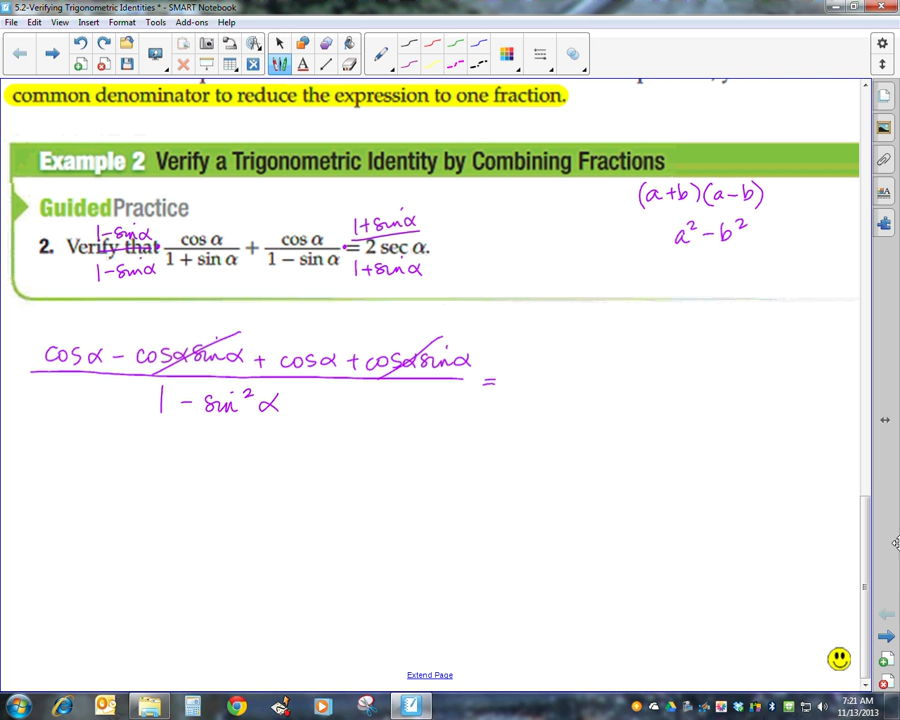 5.2-Verifying Trigonometric Identities * - SMART Notebook
File Edit View Insert Format Tools Add-ons Help
common denominator to reduce the expression to one fraction.
Example 2 Verify a Trigonometric Identity by Combining Fractions
GuidedPractice
(a+b)(a-b)
a² - b²
1-sinα
1+sinα
2. Verify that cos α / 1 + sin α + cos α / 1 − sin α = 2 sec α.
1-sinα
1+sinα
cosα - cosαsinα + cosα + cosαsinα
=
1 - sin²α
Extend Page
7:21 AM
11/13/2013